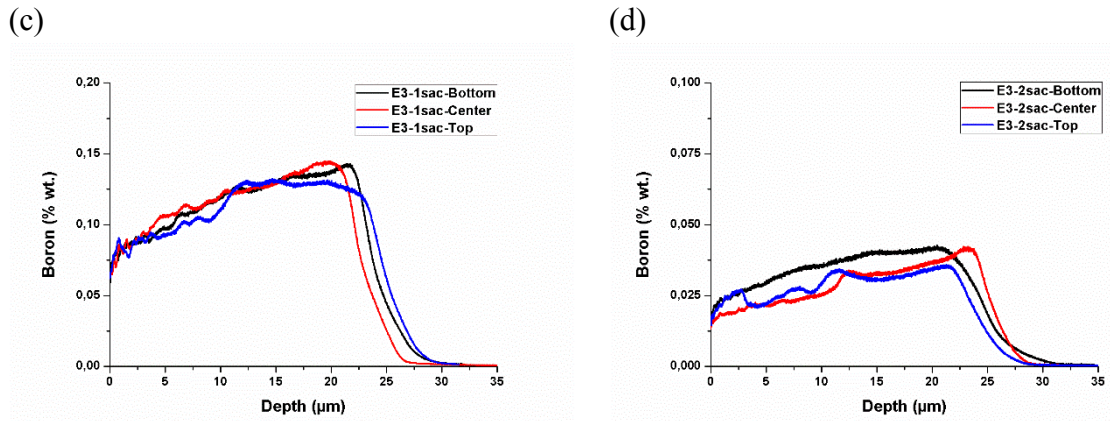 (c)
0,20
0,15
0,10
0,05
0,00
Boron (% wt.)
E3-1sac-Bottom
E3-1sac-Center
E3-1sac-Top
0 5 10 15 20 25 30 35
Depth (µm)
(d)
0,100
0,075
0,050
0,025
0,000
Boron (% wt.)
E3-2sac-Bottom
E3-2sac-Center
E3-2sac-Top
0 5 10 15 20 25 30 35
Depth (µm)